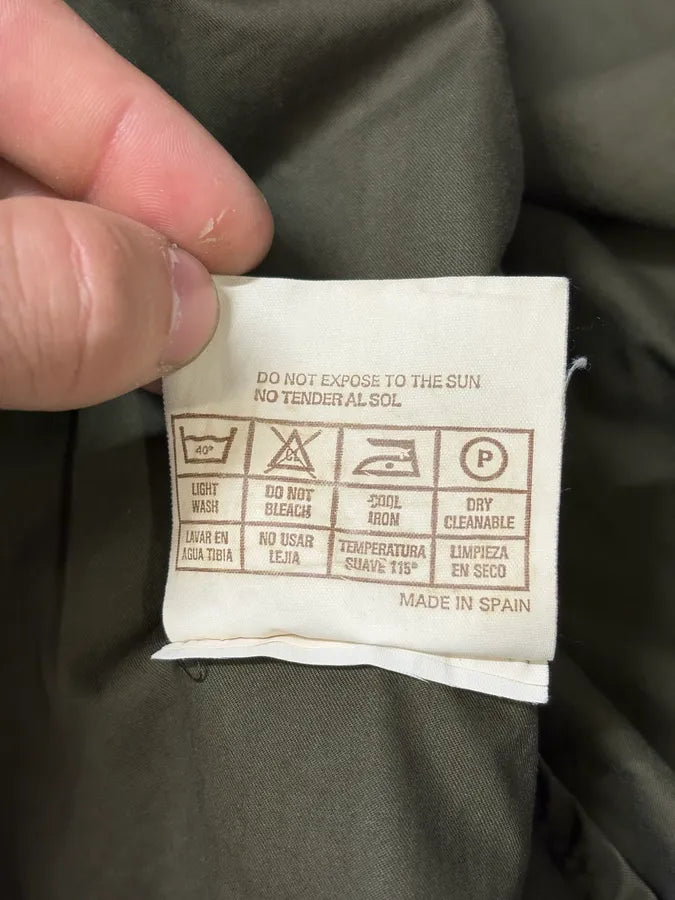 DO NOT EXPOSE TO THE SUN
NO TENDER AL SOL
40°
CL
P
LIGHT
WASH
DO NOT
BLEACH
COOL
IRON
DRY
CLEANABLE
LAVAR EN
AGUA TIBIA
NO USAR
LEJIA
TEMPERATURA
SUAVE 115°
LIMPIEZA
EN SECO
MADE IN SPAIN